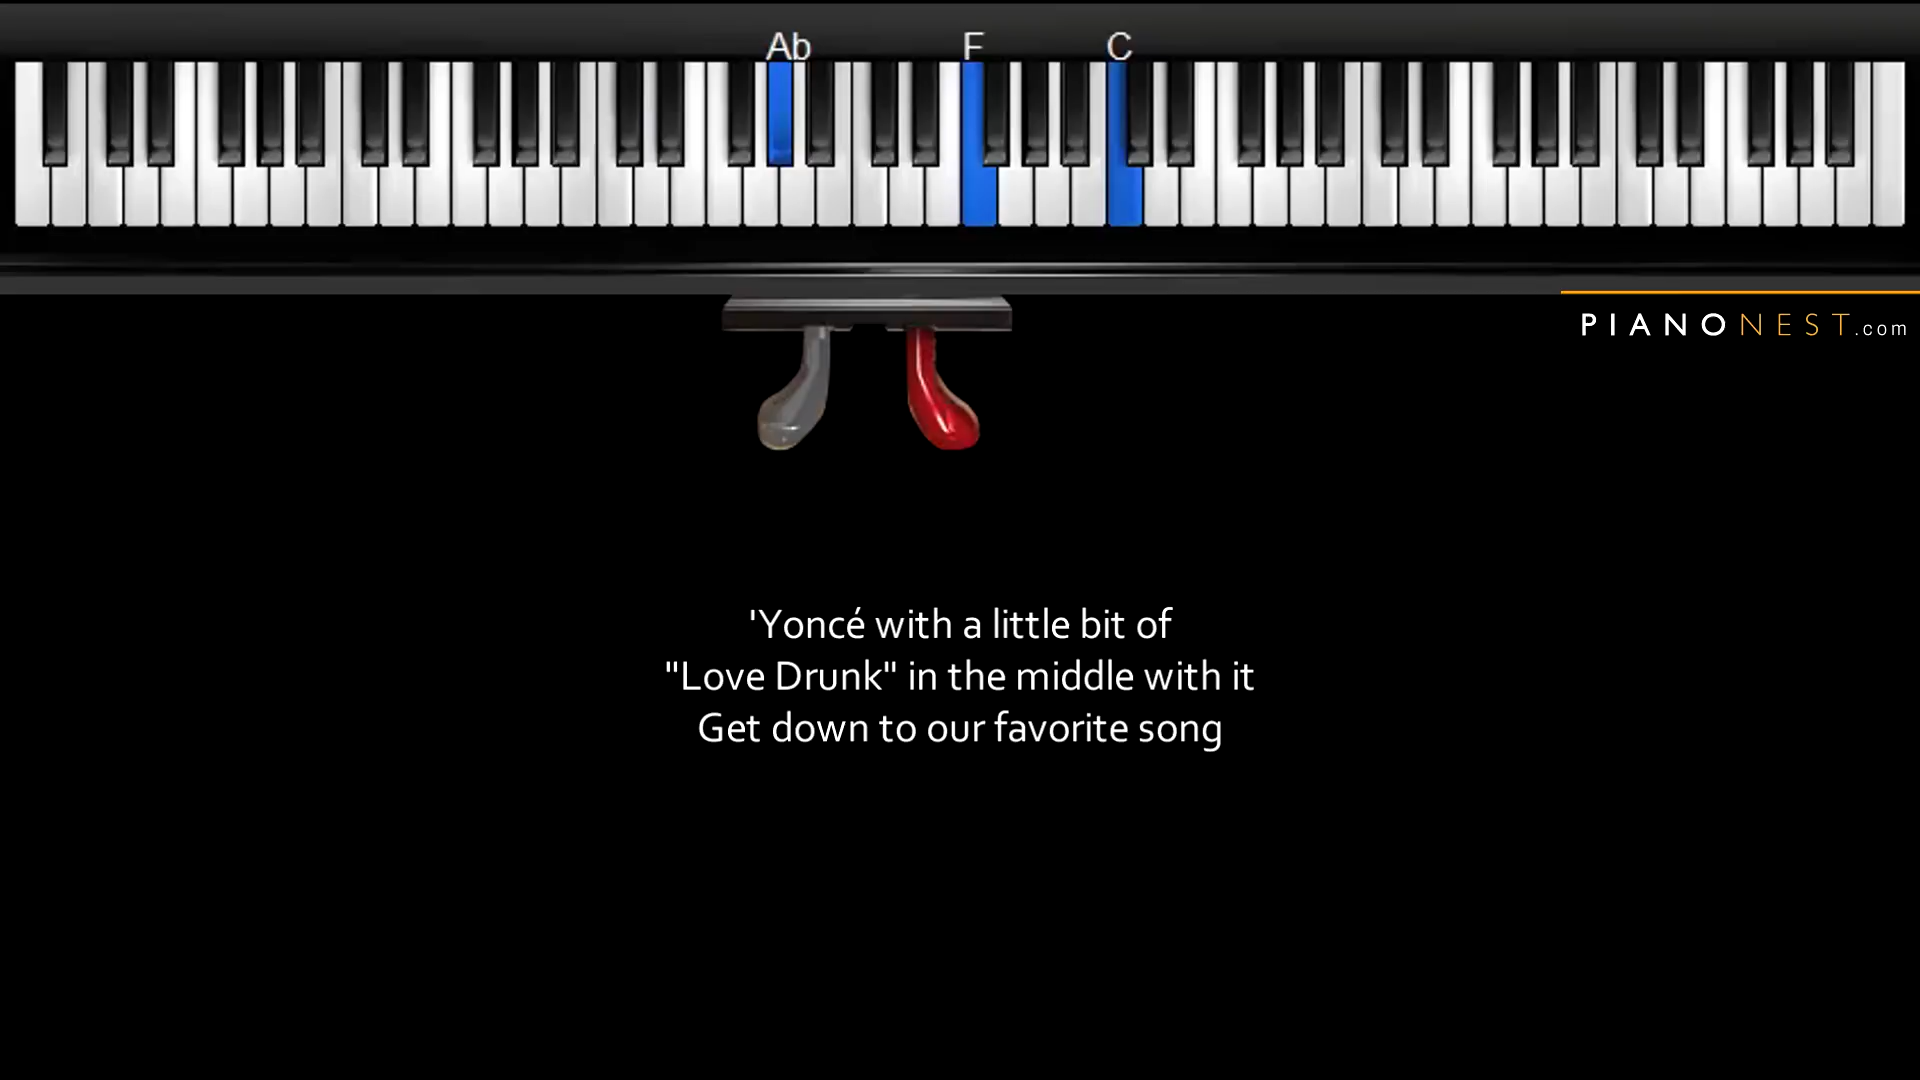 Ab F C
PIANONEST.com
'Yoncé with a little bit of
"Love Drunk" in the middle with it
Get down to our favorite song